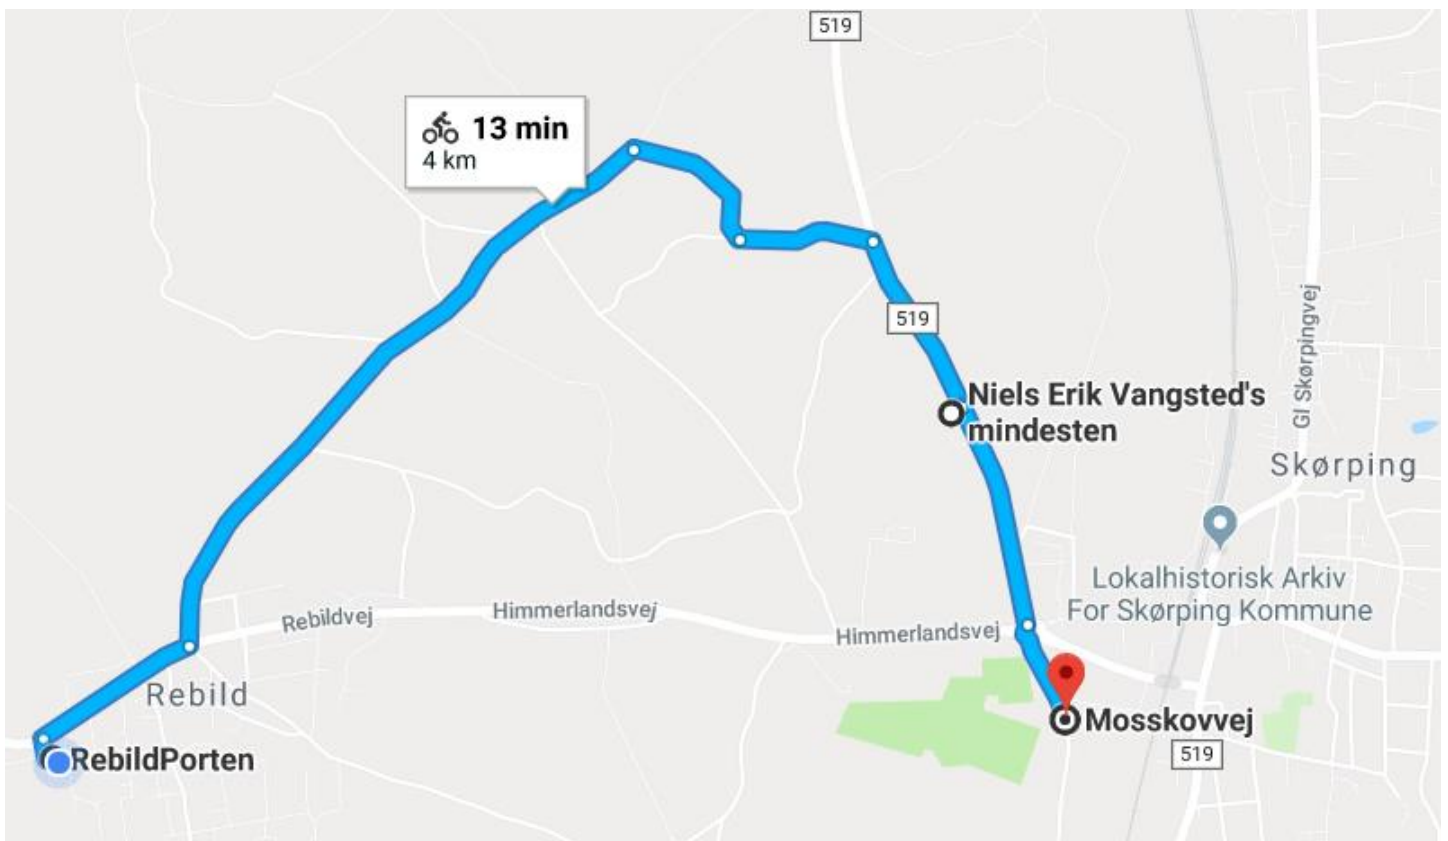 519
13 min
4 km
519
Niels Erik Vangsted's
mindesten
Gl Skørpingvej
Skørping
Lokalhistorisk Arkiv
For Skørping Kommune
Rebildvej
Himmerlandsvej
Himmerlandsvej
Rebild
Mosskovvej
RebildPorten
519